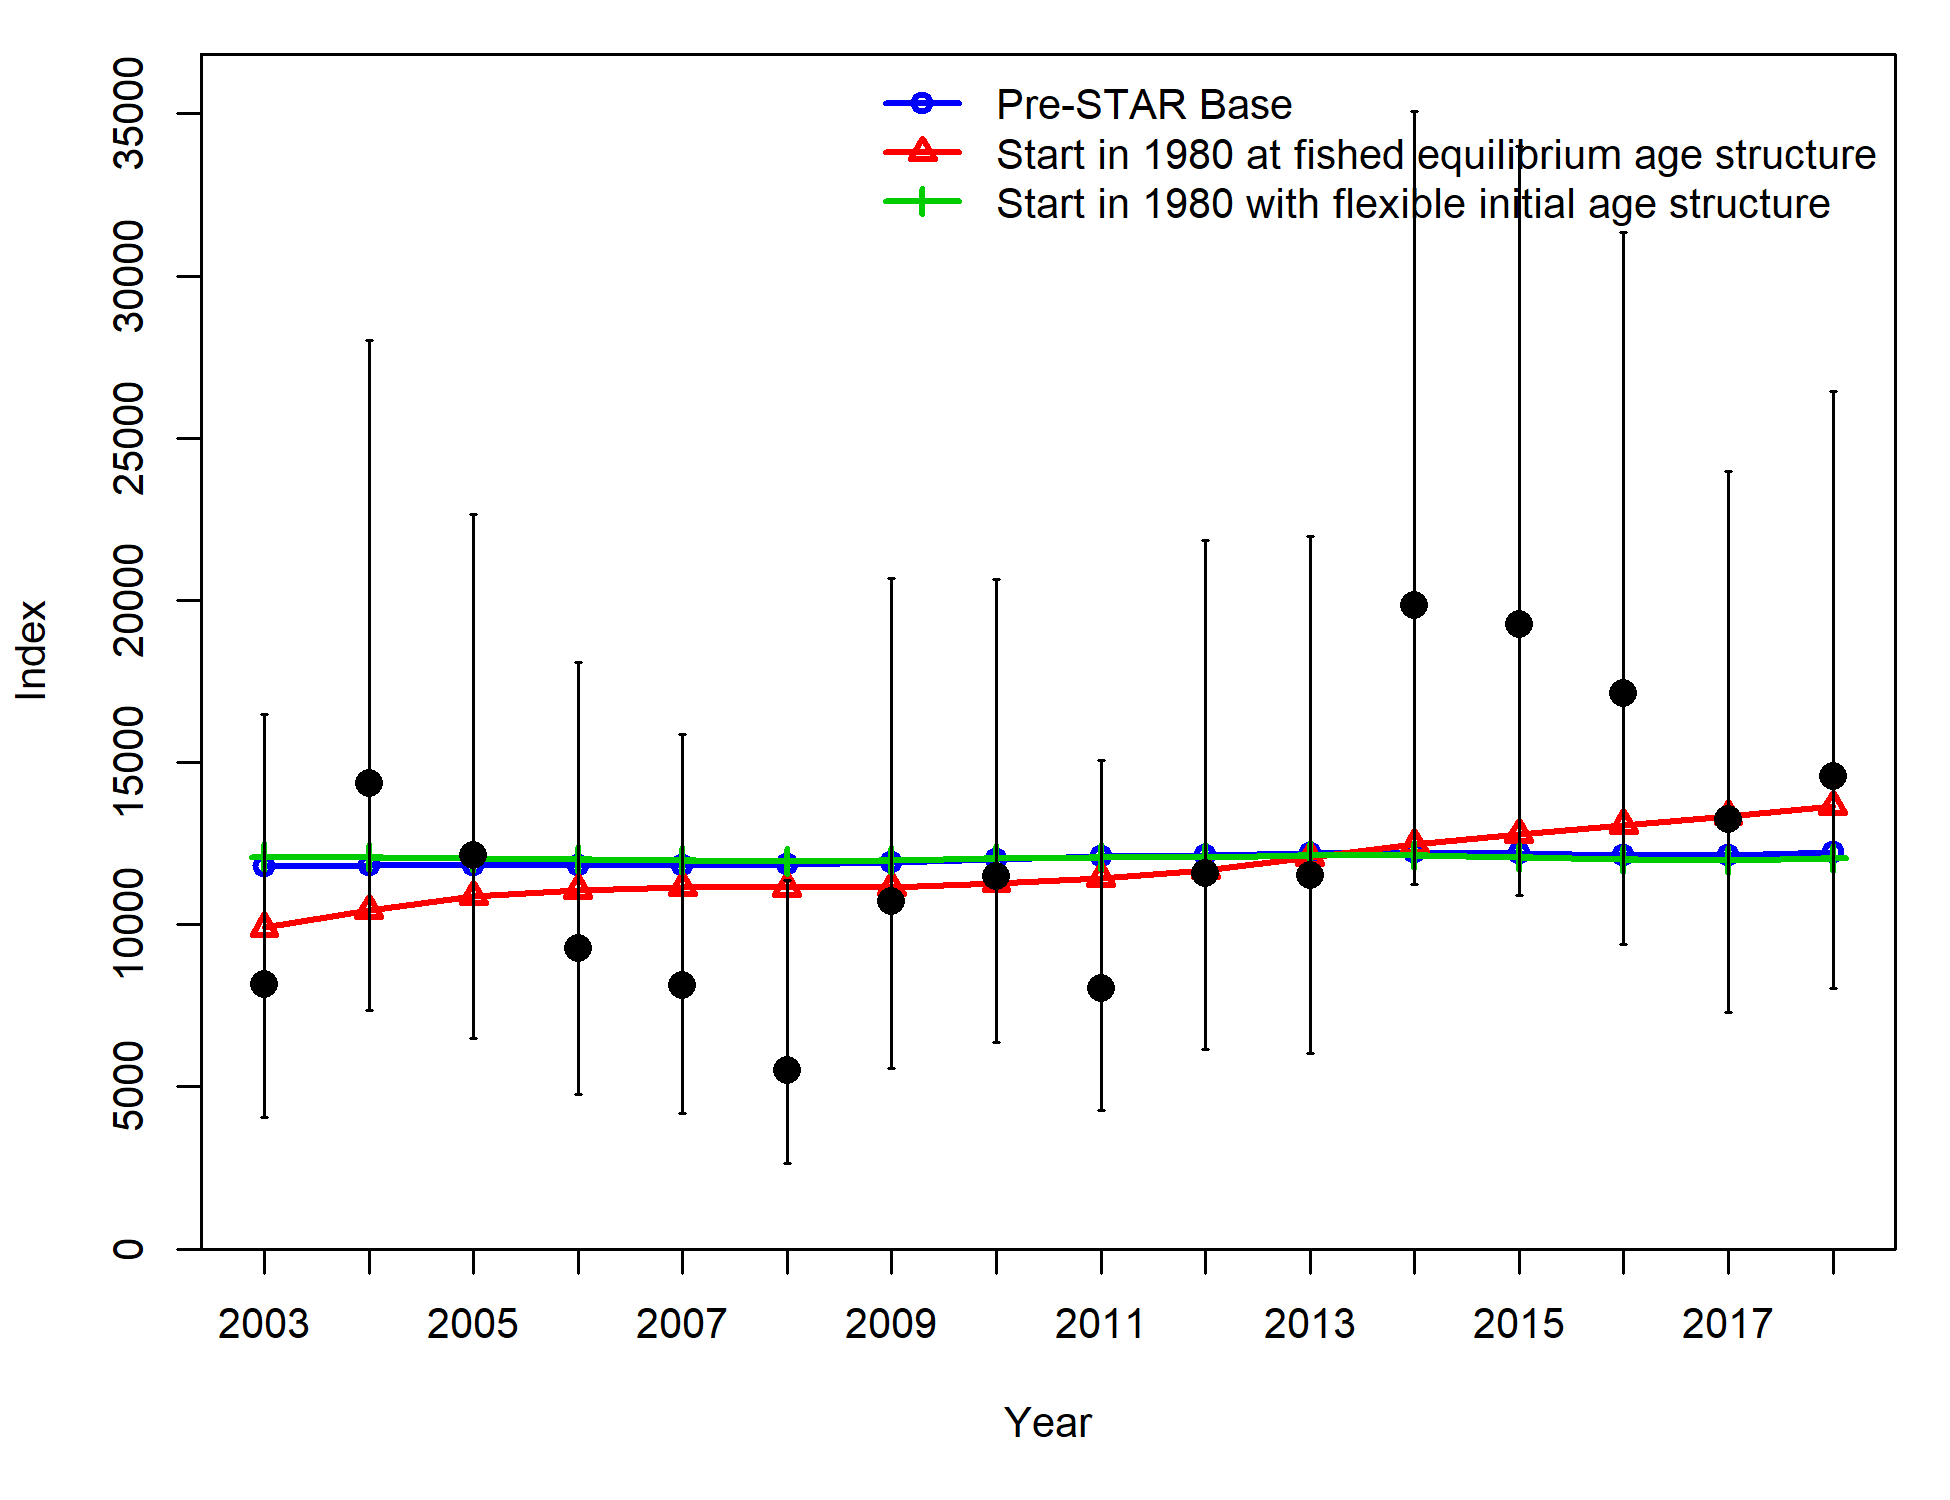 Pre-STAR Base
Start in 1980 at fished equilibrium age structure
Start in 1980 with flexible initial age structure
35000
30000
25000
20000
15000
10000
5000
0
Index
2003 2005 2007 2009 2011 2013 2015 2017
Year